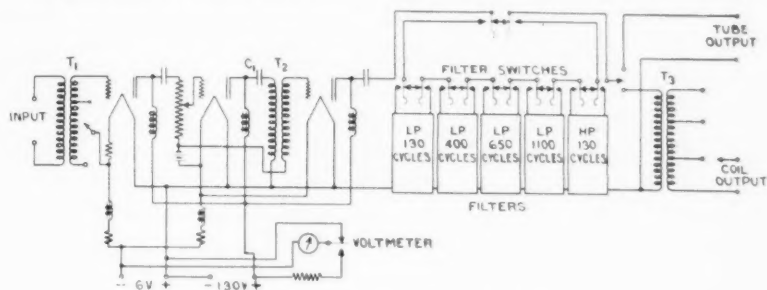 T1
C1
T2
INPUT
FILTER SWITCHES
LP
130
CYCLES
LP
400
CYCLES
LP
650
CYCLES
LP
1100
CYCLES
HP
130
CYCLES
FILTERS
TUBE
OUTPUT
T3
COIL
OUTPUT
VOLTMETER
- 6V +
- 130V +